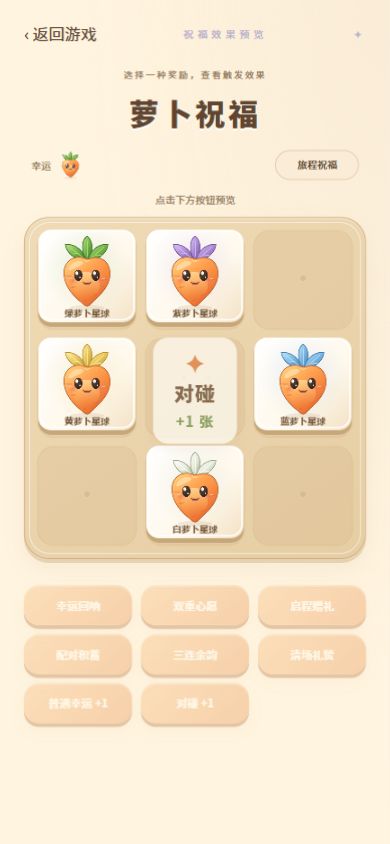 ‹ 返回游戏
祝福效果预览
选择一种奖励，查看触发效果
萝卜祝福
幸运
旅程祝福
点击下方按钮预览
绿萝卜星球
紫萝卜星球
黄萝卜星球
对碰
+1 张
蓝萝卜星球
白萝卜星球
幸运回响
双重心愿
启程赠礼
配对和鸣
三连余韵
清场礼赞
普通幸运 +1
对碰 +1